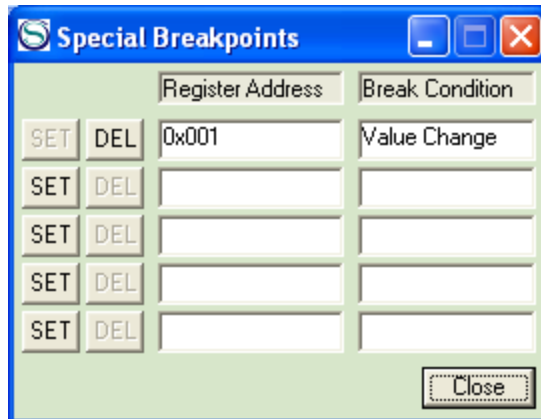 Special Breakpoints
Register Address Break Condition
SET DEL 0x001 Value Change
SET DEL
SET DEL
SET DEL
SET DEL
Close